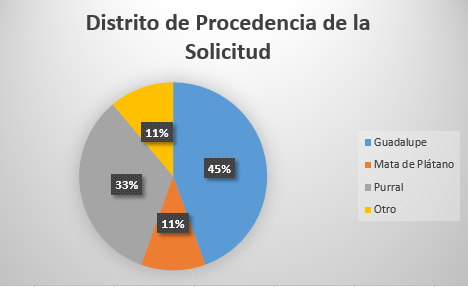 Distrito de Procedencia de la
Solicitud
11%
45%
33%
11%
Guadalupe
Mata de Plátano
Purral
Otro